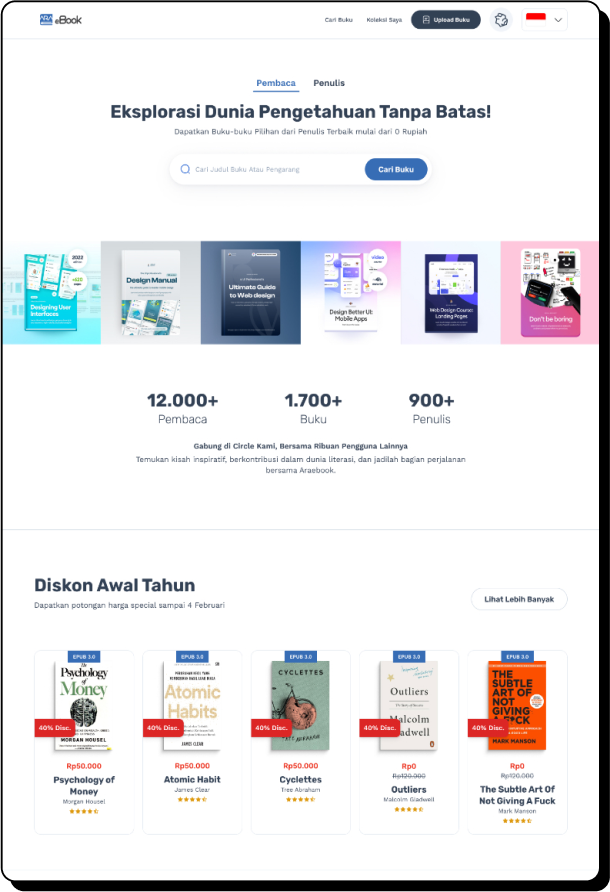 ARA eBook
Cari Buku
Koleksi Saya
Upload Buku
Pembaca
Penulis
Eksplorasi Dunia Pengetahuan Tanpa Batas!
Dapatkan Buku-buku Pilihan dari Penulis Terbaik mulai dari 0 Rupiah
Cari Judul Buku Atau Pengarang
Cari Buku
2022
Designing User
Interfaces
Design Manual
Ultimate Guide
to Web design
video
Design Better UI:
Mobile Apps
Web Design Course:
Landing Pages
Don't be boring
12.000+
Pembaca
1.700+
Buku
900+
Penulis
Gabung di Circle Kami, Bersama Ribuan Pengguna Lainnya
Temukan kisah inspiratif, berkontribusi dalam dunia literasi, dan jadilah bagian perjalanan
bersama Araebook.
Diskon Awal Tahun
Dapatkan potongan harga special sampai 4 Februari
Lihat Lebih Banyak
EPUB 3.0
The
Psychology
of
Money
MORGAN HOUSEL
40% Disc.
Rp50.000
Psychology of
Money
Morgan Housel
EPUB 3.0
Atomic
Habits
JAMES CLEAR
40% Disc.
Rp50.000
Atomic Habit
James Clear
EPUB 3.0
CYCLETTES
TREE ABRAHAM
40% Disc.
Rp50.000
Cyclettes
Tree Abraham
EPUB 3.0
Outliers
Malcolm
Gladwell
40% Disc.
Rp0
Rp120.000
Outliers
Malcolm Gladwell
EPUB 3.0
THE
SUBTLE
ART OF
NOT
GIVING
A F*CK
MARK MANSON
40% Disc.
Rp0
Rp120.000
The Subtle Art Of
Not Giving A Fuck
Mark Manson